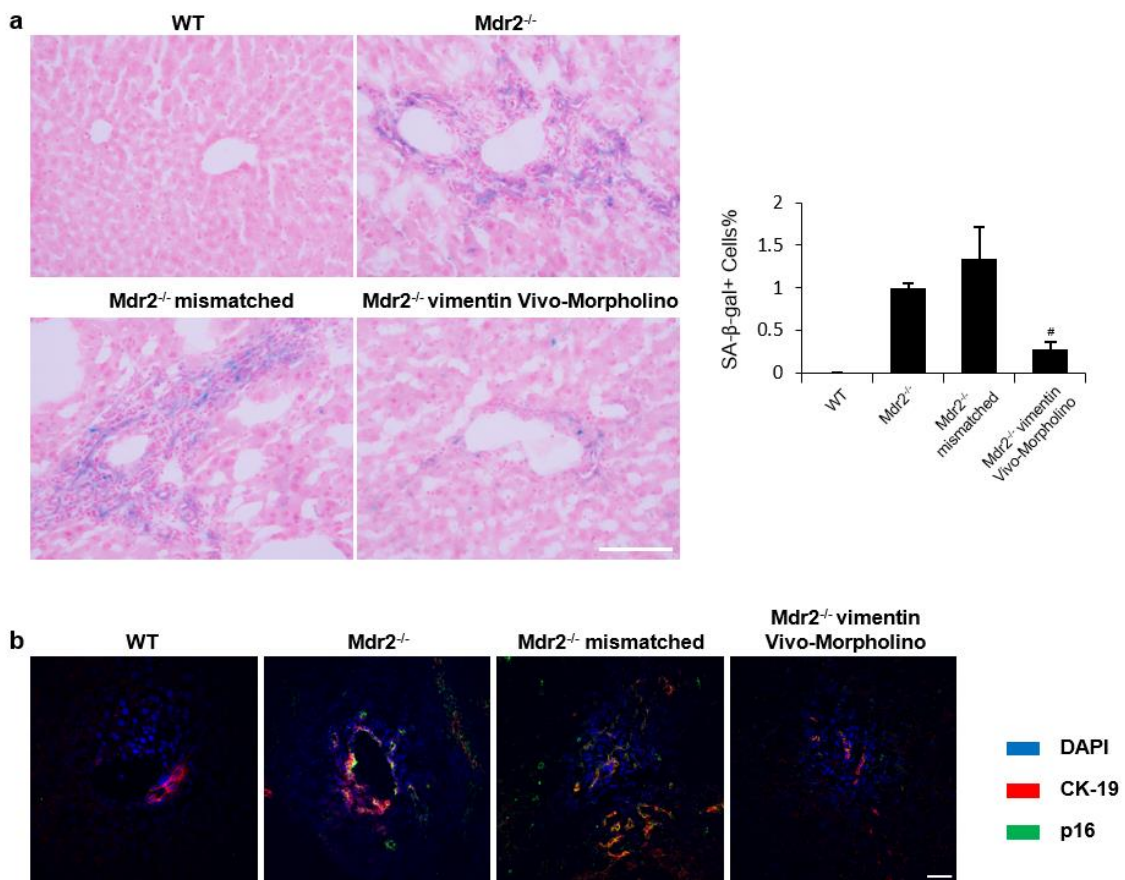 a
WT
Mdr2-/-
Mdr2-/- mismatched
Mdr2-/- vimentin Vivo-Morpholino
SA-β-gal+ Cells%
2
1.5
1
0.5
0
#
WT
Mdr2-/-
Mdr2-/-
mismatched
Mdr2-/- vimentin
Vivo-Morpholino
b
WT
Mdr2-/-
Mdr2-/- mismatched
Mdr2-/- vimentin
Vivo-Morpholino
DAPI
CK-19
p16